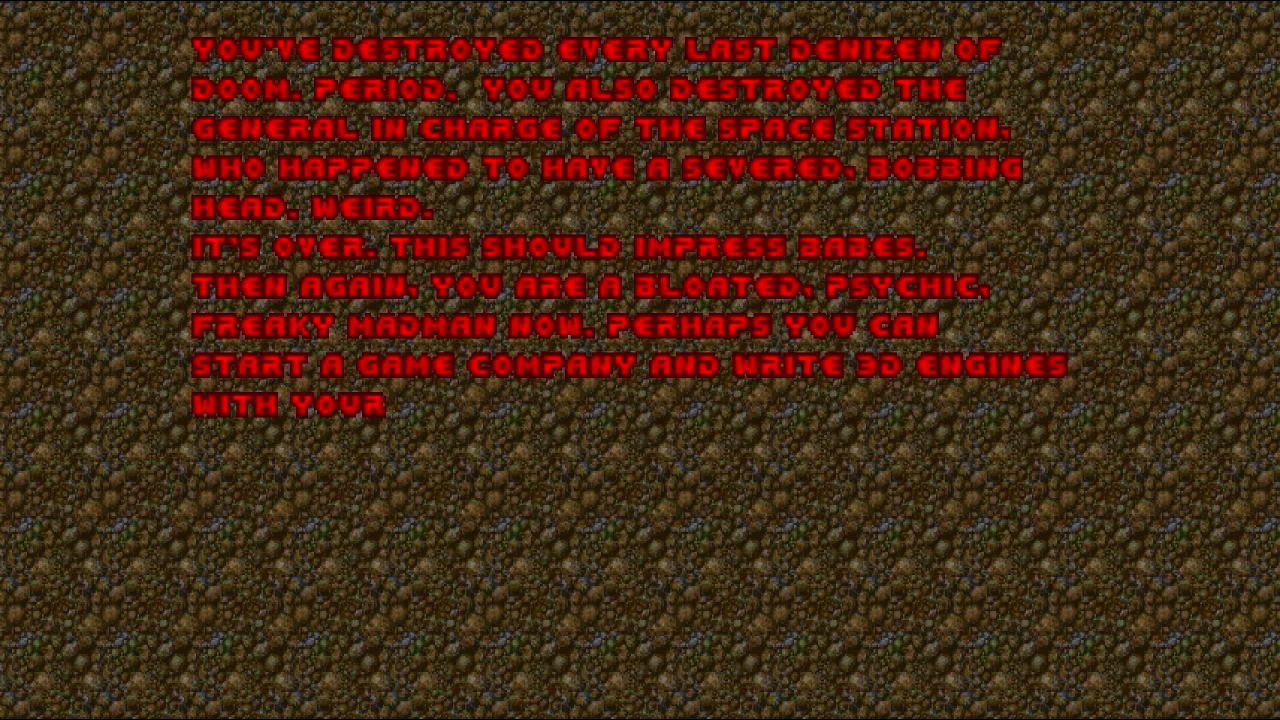 YOU'VE DESTROYED EVERY LAST DENIZEN OF
DOOM. PERIOD.  YOU ALSO DESTROYED THE
GENERAL IN CHARGE OF THE SPACE STATION,
WHO HAPPENED TO HAVE A SEVERED, BOBBING
HEAD. WEIRD.
IT'S OVER. THIS SHOULD IMPRESS BABES.
THEN AGAIN, YOU ARE A BLOATED, PSYCHIC,
FREAKY MADMAN NOW. PERHAPS YOU CAN
START A GAME COMPANY AND WRITE 3D ENGINES
WITH YOUR